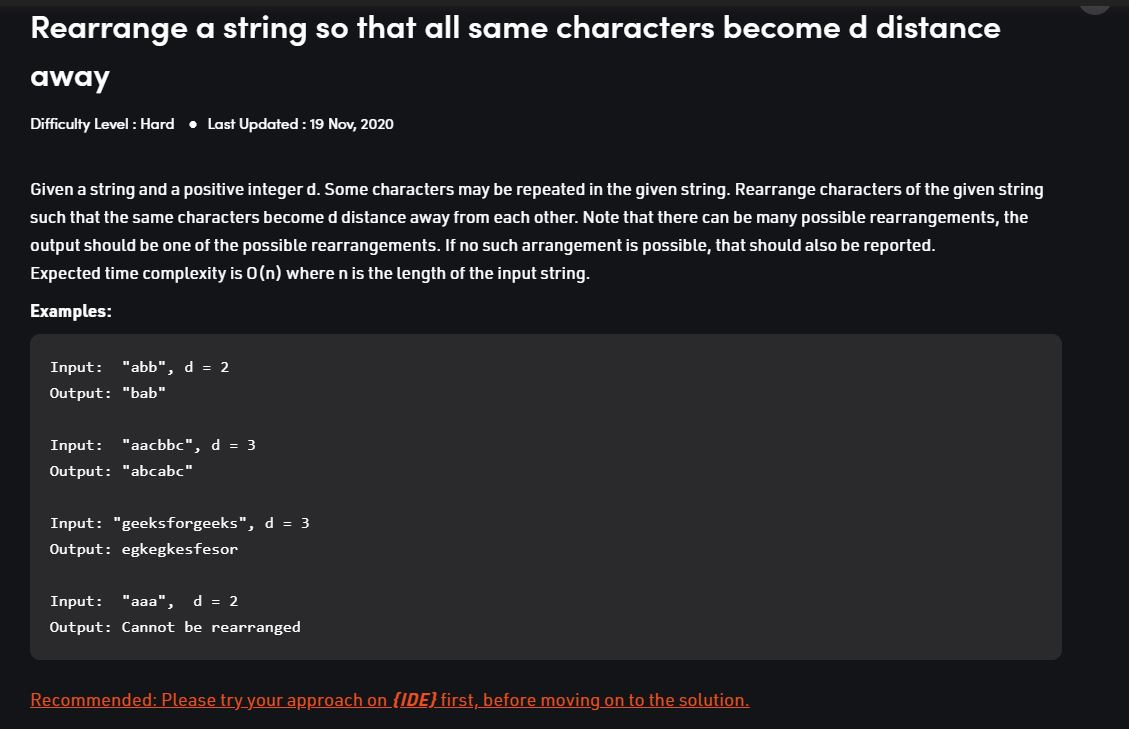 Rearrange a string so that all same characters become d distance
away
Difficulty Level : Hard ● Last Updated : 19 Nov, 2020
Given a string and a positive integer d. Some characters may be repeated in the given string. Rearrange characters of the given string
such that the same characters become d distance away from each other. Note that there can be many possible rearrangements, the
output should be one of the possible rearrangements. If no such arrangement is possible, that should also be reported.
Expected time complexity is O(n) where n is the length of the input string.
Examples:
Input:  "abb", d = 2
Output: "bab"
Input:  "aacbbc", d = 3
Output: "abcabc"
Input: "geeksforgeeks", d = 3
Output: egkegkesfesor
Input:  "aaa",  d = 2
Output: Cannot be rearranged
Recommended: Please try your approach on {IDE} first, before moving on to the solution.